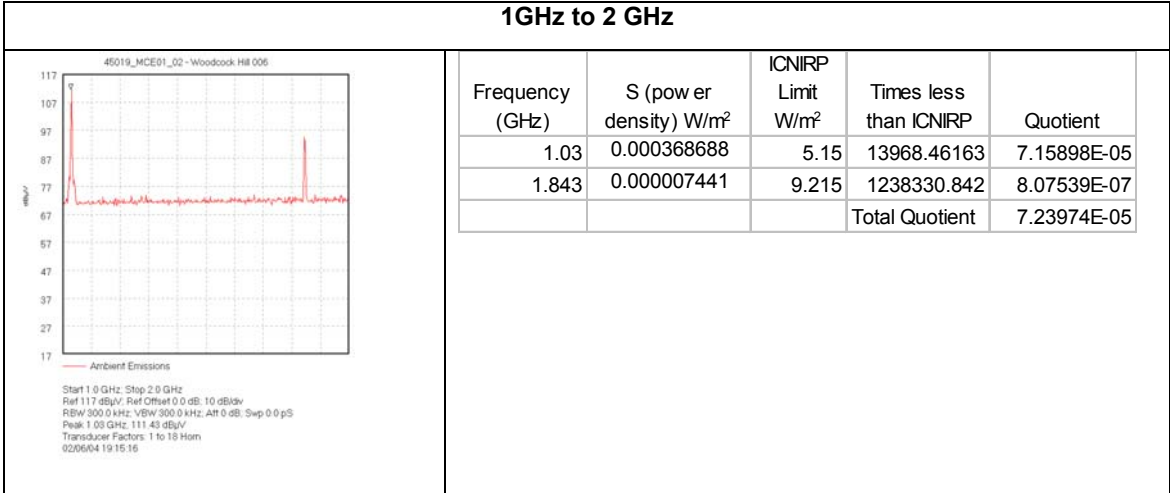 1GHz to 2 GHz
45019_MCE01_02 - Woodcock Hill 006
117
107
97
87
77
67
57
47
37
27
17
dBµV
Ambient Emissions
Start 1.0 GHz; Stop 2.0 GHz
Ref 117 dBµV; Ref Offset 0.0 dB; 10 dB/div
RBW 300.0 kHz; VBW 300.0 kHz; Att 0 dB; Swp 0.0 pS
Peak 1.03 GHz, 111.43 dBµV
Transducer Factors: 1 to 18 Horn
02/06/04 19:15:16
Frequency (GHz) S (pow er density) W/m² ICNIRP Limit W/m² Times less than ICNIRP Quotient
1.03 0.000368688 5.15 13968.46163 7.15898E-05
1.843 0.000007441 9.215 1238330.842 8.07539E-07
Total Quotient 7.23974E-05